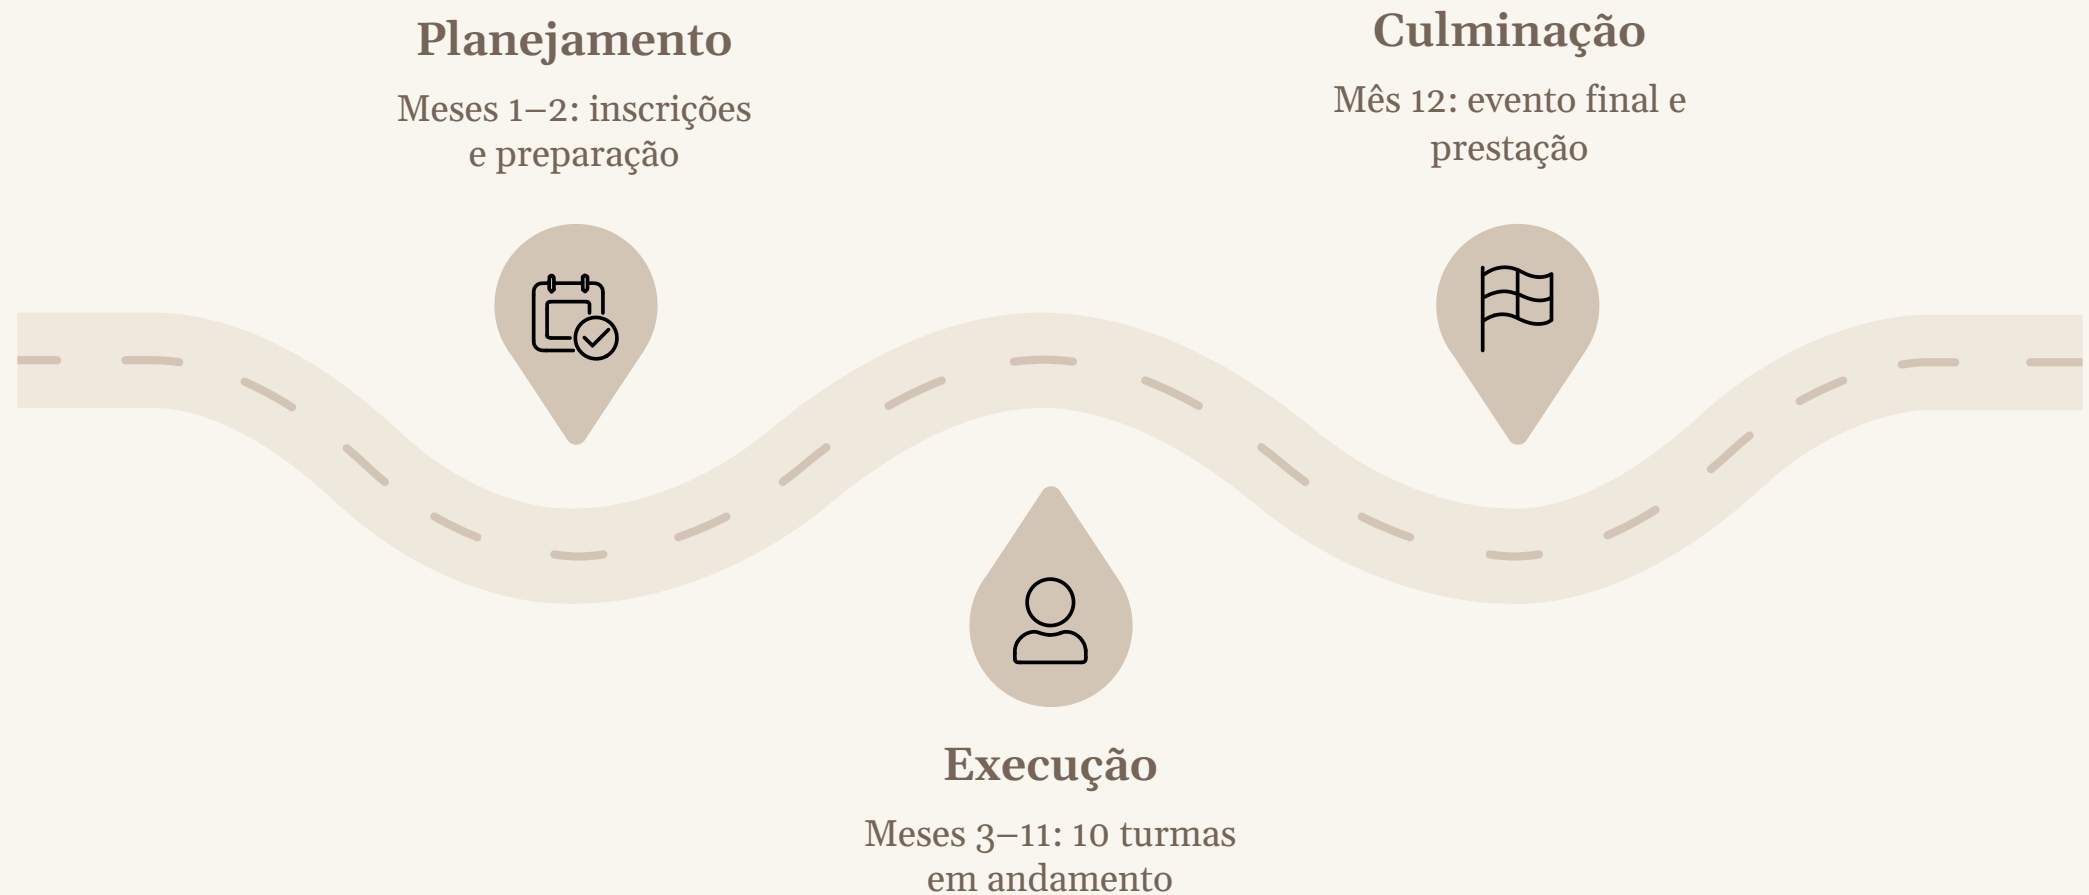 Planejamento
Meses 1–2: inscrições
e preparação
Culminação
Mês 12: evento final e
prestação
Execução
Meses 3–11: 10 turmas
em andamento